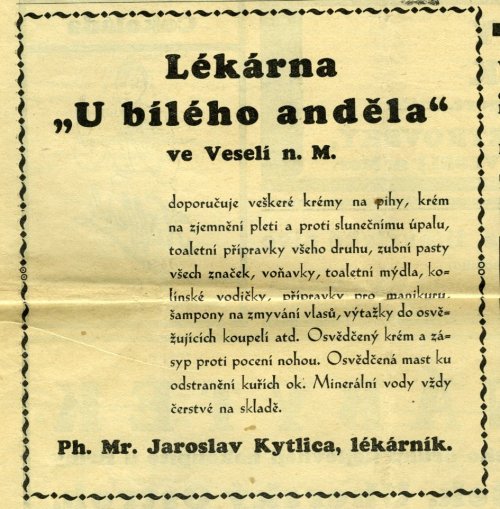 Lékárna
„U bílého anděla“
ve Veselí n. M.
doporučuje veškeré krémy na pihy, krém
na zjemnění pleti a proti slunečnímu úpalu,
toaletní přípravky všeho druhu, zubní pasty
všech značek, voňavky, toaletní mýdla, ko-
línské vodičky, přípravky pro manikuru,
šampony na zmývání vlasů, výtažky do osvě-
žujících koupelí atd. Osvědčený krém a zá-
syp proti pocení nohou. Osvědčená mast ku
odstranění kuřích ok. Minerální vody vždy
čerstvé na skladě.
Ph. Mr. Jaroslav Kytlica, lékárník.